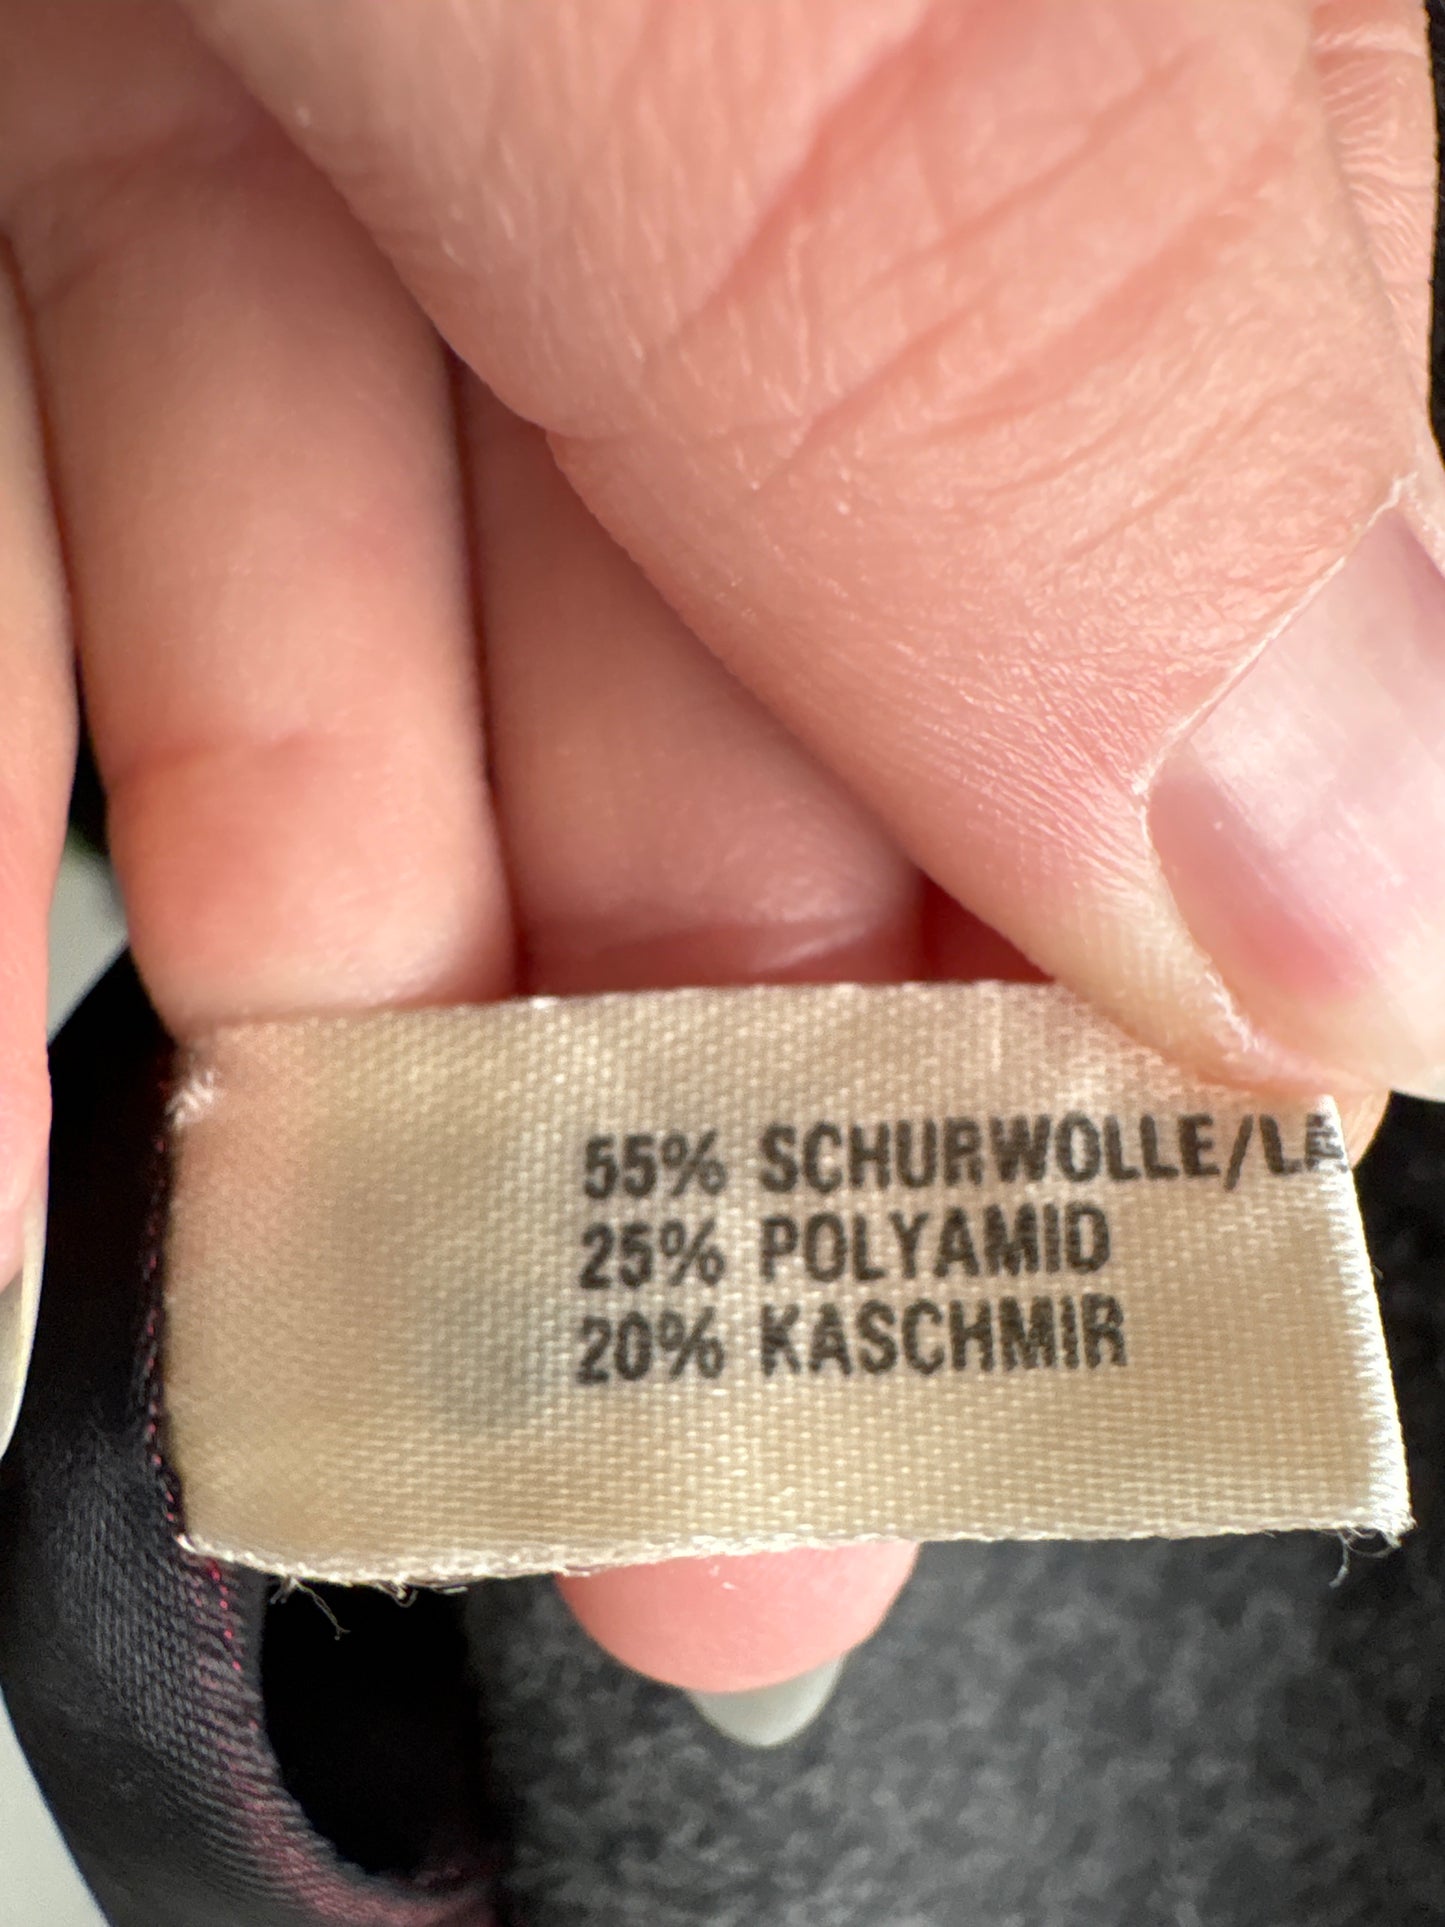 55% SCHURWOLLE/LA
25% POLYAMID
20% KASCHMIR